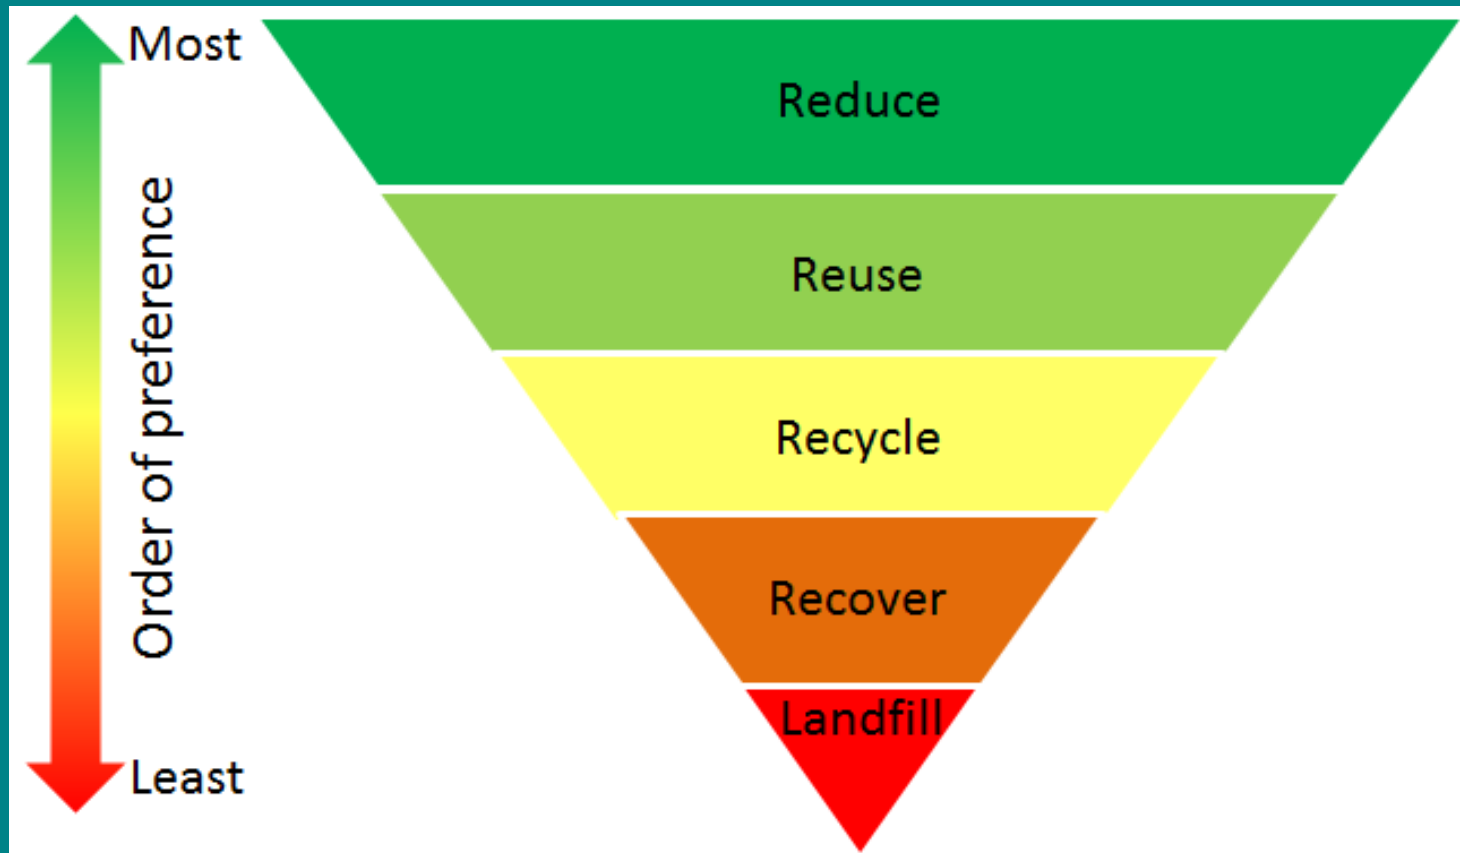 Most
Order of preference
Least
Reduce
Reuse
Recycle
Recover
Landfill